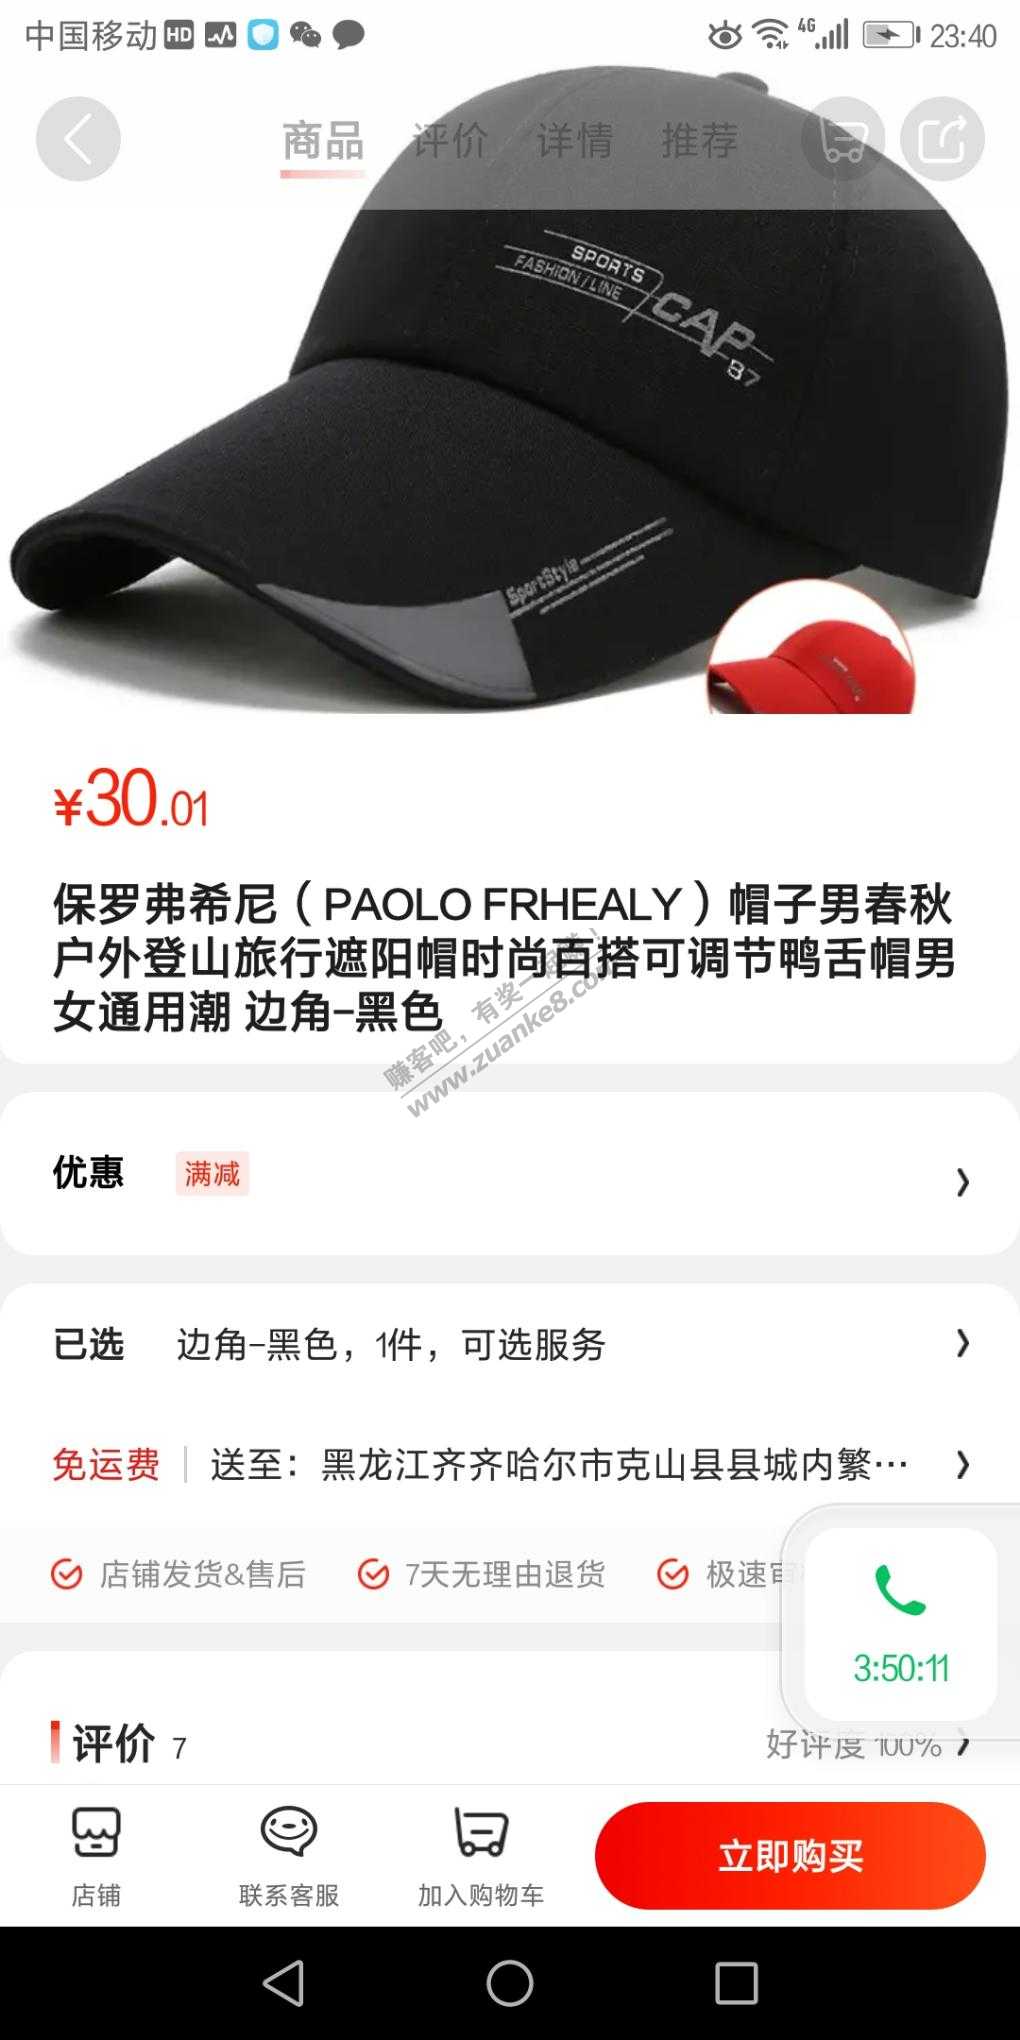 中国移动 HD 4G 23:40
商品 评价 详情 推荐
SPORTS
FASHION / LINE
CAP
87
SportStyle
¥30.01
保罗弗希尼（PAOLO FRHEALY）帽子男春秋
户外登山旅行遮阳帽时尚百搭可调节鸭舌帽男
女通用潮 边角-黑色
赚客吧，有奖一起赚！
www.zuanke8.com
优惠 满减
已选 边角-黑色，1件，可选服务
免运费 送至：黑龙江齐齐哈尔市克山县县城内繁…
店铺发货&售后 7天无理由退货 极速审
3:50:11
评价 7 好评度 100%
店铺 联系客服 加入购物车 立即购买